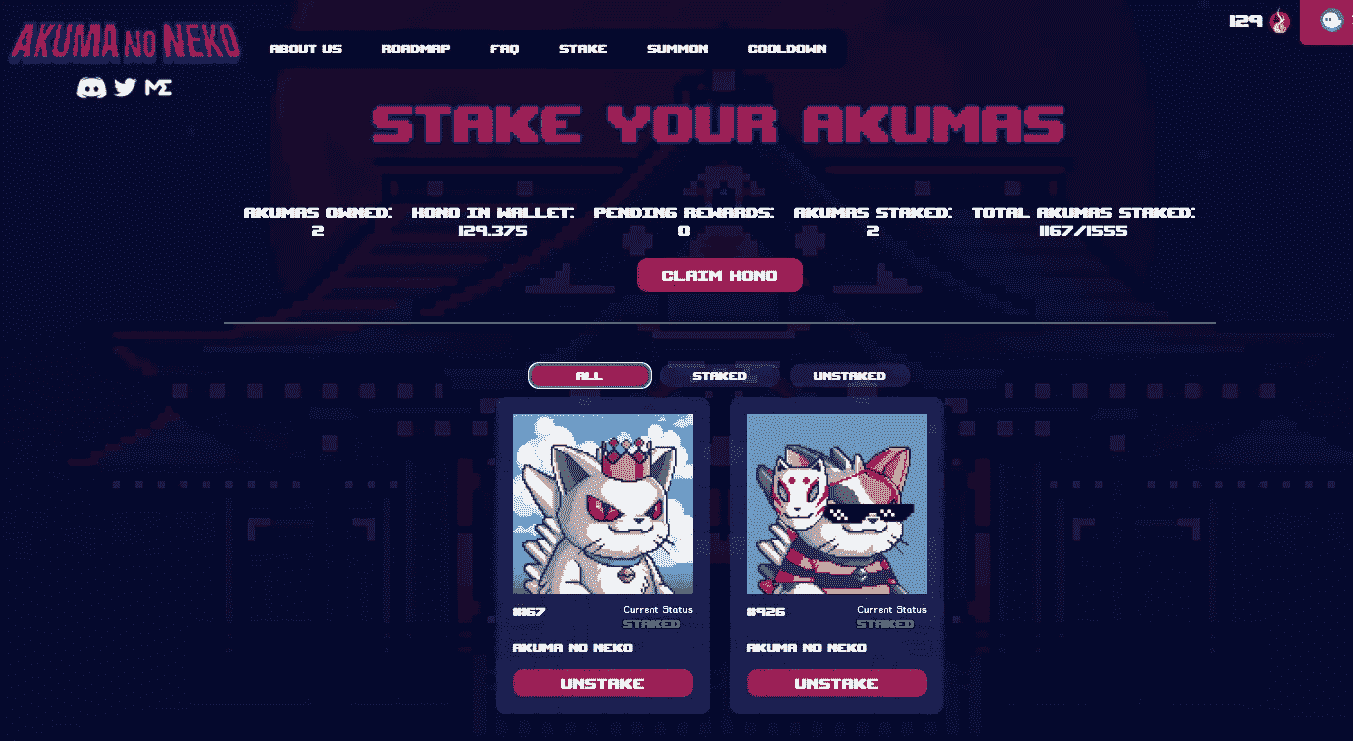 AKUMA NO NEKO
ABOUT US
ROADMAP
FAQ
STAKE
SUMMON
COOLDOWN
129
ME
STAKE YOUR AKUMAS
AKUMAS OWNED:
2
HONO IN WALLET:
129.375
PENDING REWARDS:
0
AKUMAS STAKED:
2
TOTAL AKUMAS STAKED:
1167/1555
CLAIM HONO
ALL
STAKED
UNSTAKED
#167
Current Status
STAKED
AKUMA NO NEKO
UNSTAKE
#926
Current Status
STAKED
AKUMA NO NEKO
UNSTAKE